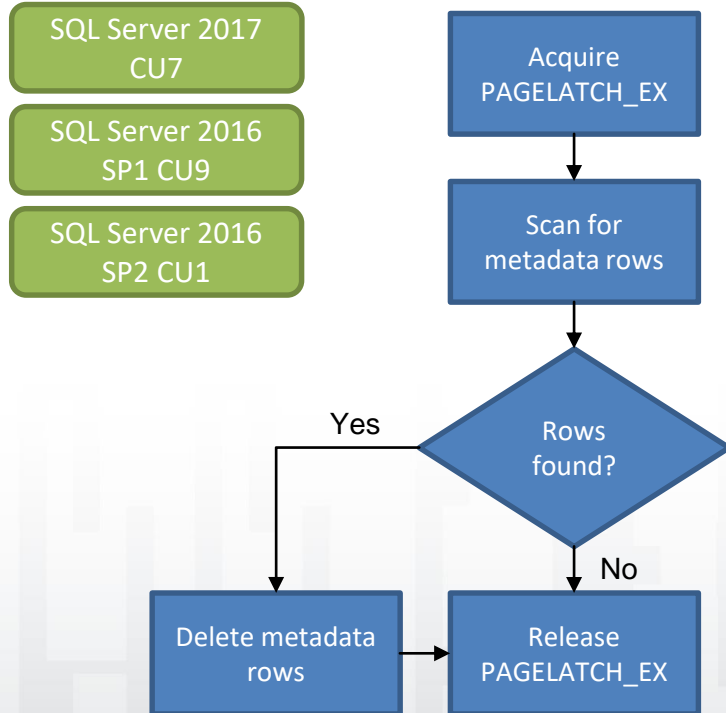 SQL Server 2017
CU7
SQL Server 2016
SP1 CU9
SQL Server 2016
SP2 CU1
Acquire
PAGELATCH_EX
Scan for
metadata rows
Rows
found?
Yes
No
Delete metadata
rows
Release
PAGELATCH_EX